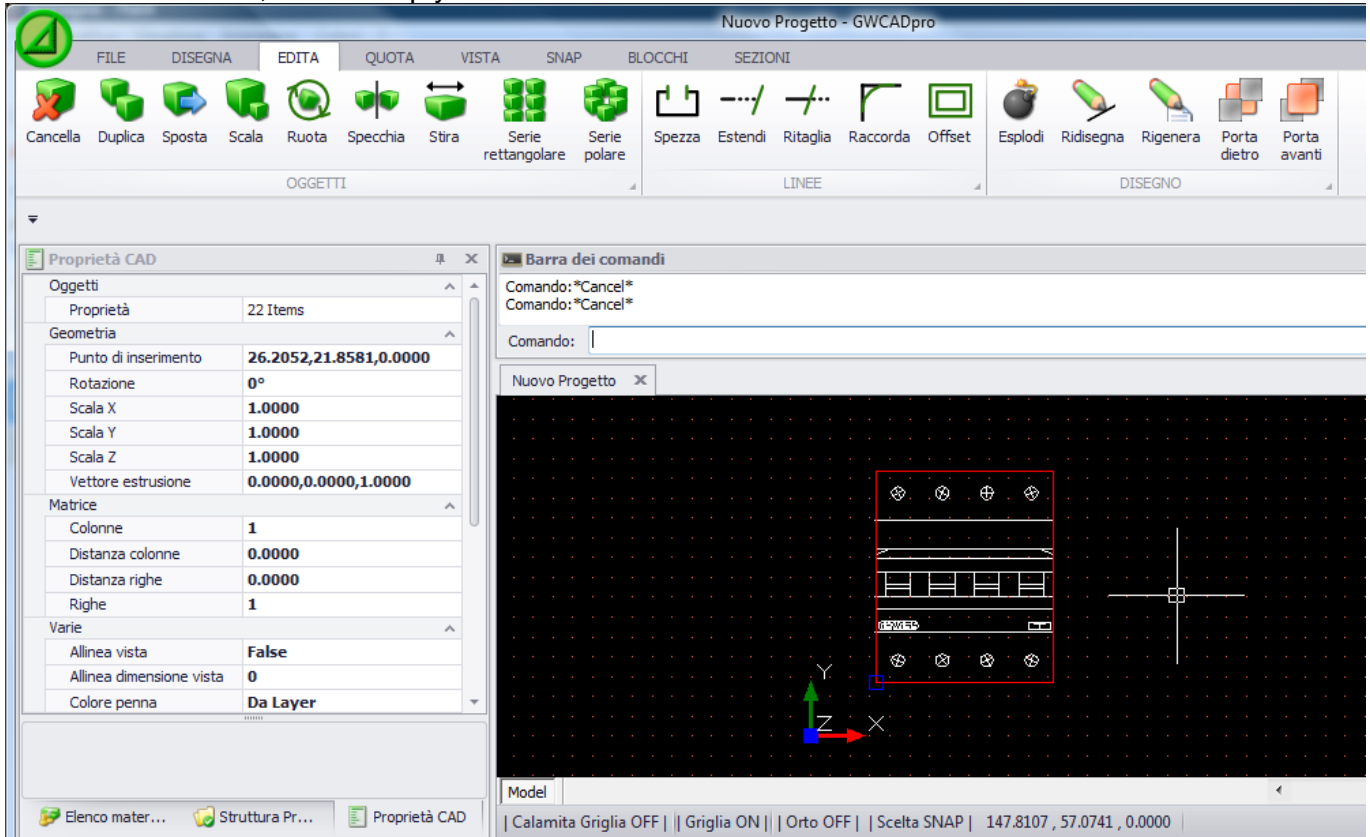 Nuovo Progetto - GWCADpro
FILE DISEGNA EDITA QUOTA VISTA SNAP BLOCCHI SEZIONI
Cancella Duplica Sposta Scala Ruota Specchia Stira Serie rettangolare Serie polare Spezza Estendi Ritaglia Raccorda Offset Esplodi Ridisegna Rigenera Porta dietro Porta avanti
OGGETTI LINEE DISEGNO
Proprietà CAD
Oggetti
Proprietà 22 Items
Geometria
Punto di inserimento 26.2052,21.8581,0.0000
Rotazione 0°
Scala X 1.0000
Scala Y 1.0000
Scala Z 1.0000
Vettore estrusione 0.0000,0.0000,1.0000
Matrice
Colonne 1
Distanza colonne 0.0000
Distanza righe 0.0000
Righe 1
Varie
Allinea vista False
Allinea dimensione vista 0
Colore penna Da Layer
Elenco mater... Struttura Pr... Proprietà CAD
Barra dei comandi
Comando:*Cancel*
Comando:*Cancel*
Comando:
Nuovo Progetto
Y
Z X
Model
| Calamita Griglia OFF | | Griglia ON | | Orto OFF | | Scelta SNAP | 147.8107 , 57.0741 , 0.0000